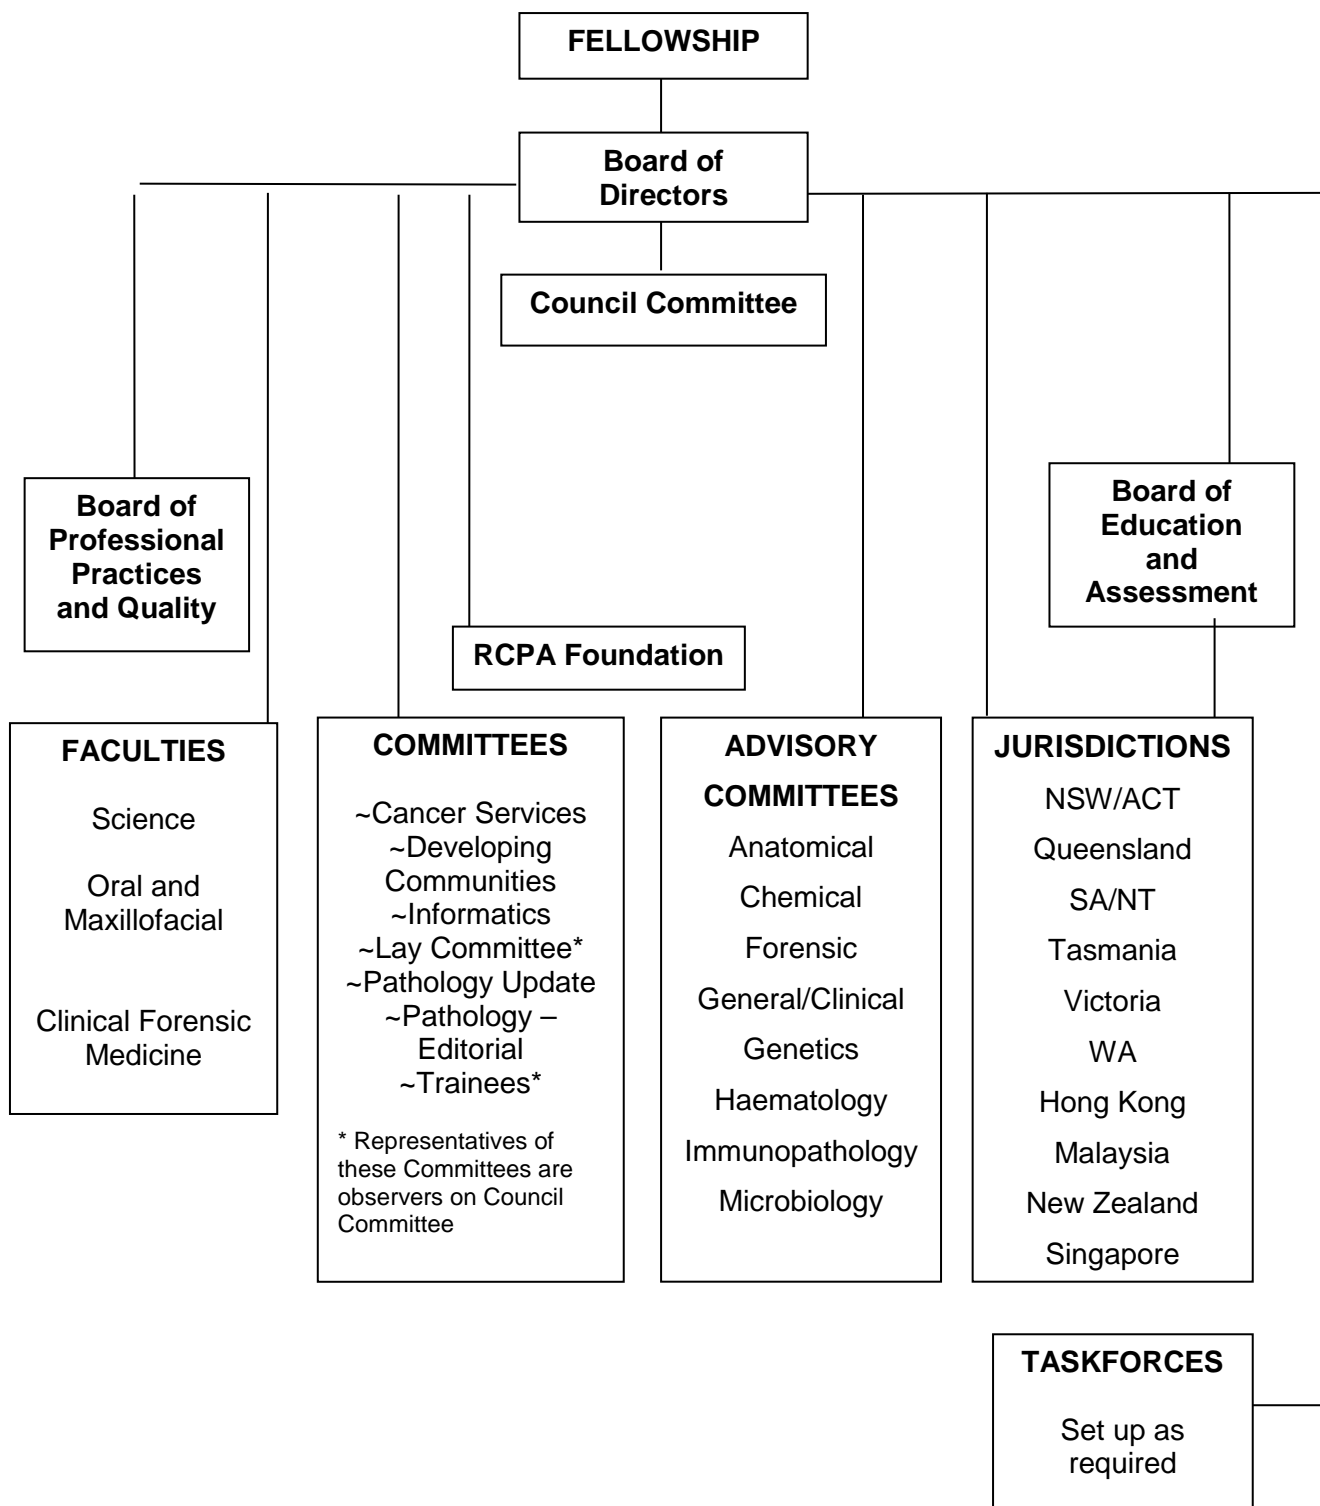 FELLOWSHIP
Board of
Directors
Council Committee
Board of
Professional
Practices
and Quality
Board of
Education
and
Assessment
RCPA Foundation
FACULTIES
Science
Oral and
Maxillofacial
Clinical Forensic
Medicine
COMMITTEES
~Cancer Services
~Developing
Communities
~Informatics
~Lay Committee*
~Pathology Update
~Pathology –
Editorial
~Trainees*
* Representatives of
these Committees are
observers on Council
Committee
ADVISORY
COMMITTEES
Anatomical
Chemical
Forensic
General/Clinical
Genetics
Haematology
Immunopathology
Microbiology
JURISDICTIONS
NSW/ACT
Queensland
SA/NT
Tasmania
Victoria
WA
Hong Kong
Malaysia
New Zealand
Singapore
TASKFORCES
Set up as
required